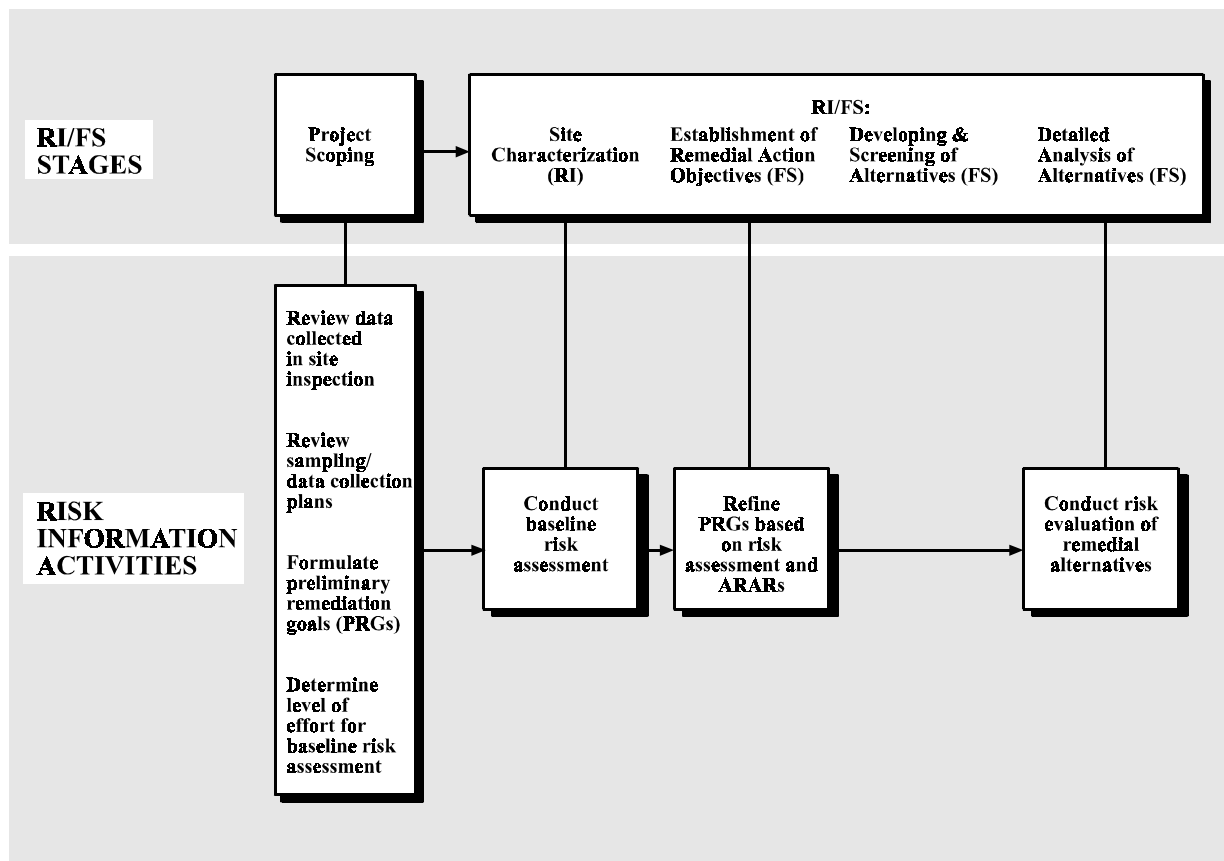 RI/FS
STAGES
Project
Scoping
RI/FS:
Site
Characterization
(RI)
Establishment of
Remedial Action
Objectives (FS)
Developing &
Screening of
Alternatives (FS)
Detailed
Analysis of
Alternatives (FS)
RISK
INFORMATION
ACTIVITIES
Review data
collected
in site
inspection
Review
sampling/
data collection
plans
Formulate
preliminary
remediation
goals (PRGs)
Determine
level of
effort for
baseline risk
assessment
Conduct
baseline
risk
assessment
Refine
PRGs based
on risk
assessment and
ARARs
Conduct risk
evaluation of
remedial
alternatives